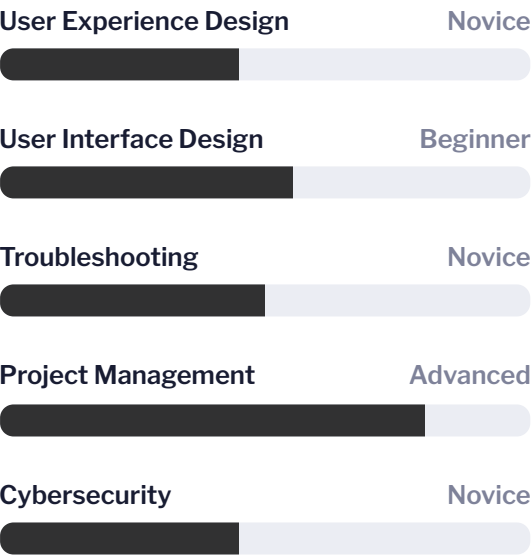 User Experience Design Novice
User Interface Design Beginner
Troubleshooting Novice
Project Management Advanced
Cybersecurity Novice